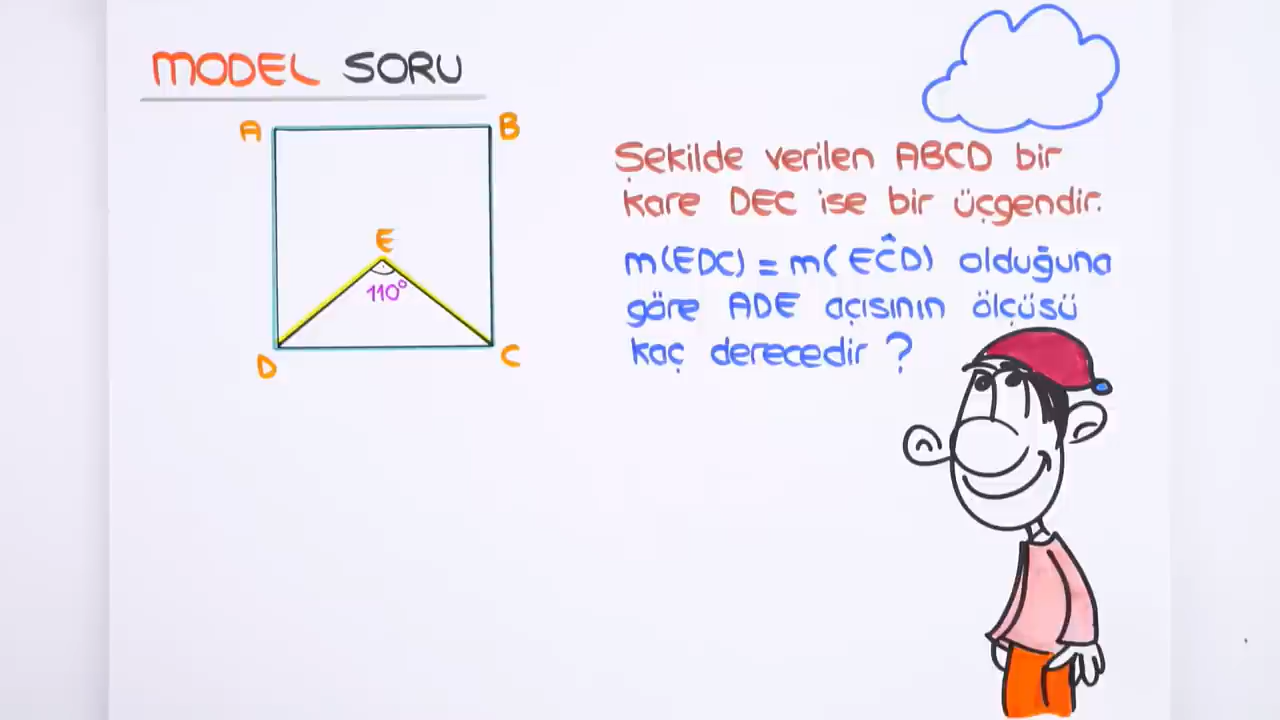 MODEL SORU
A
B
E
110°
D
C
Şekilde verilen ABCD bir
kare DEC ise bir üçgendir.
m(EDC) = m(EĈD) olduğuna
göre ADE açısının ölçüsü
kaç derecedir ?